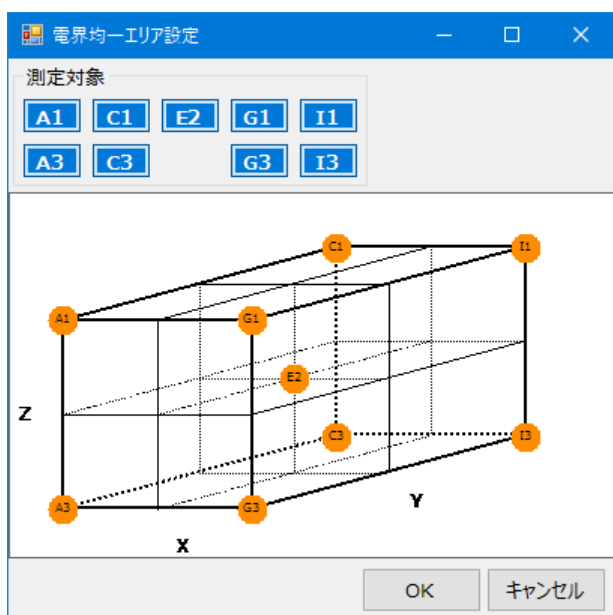 電界均一エリア設定
測定対象
A1 C1 E2 G1 I1
A3 C3 G3 I3
C1 I1
A1 G1
E2
Z
C3 I3
Y
A3 G3
X
OK キャンセル